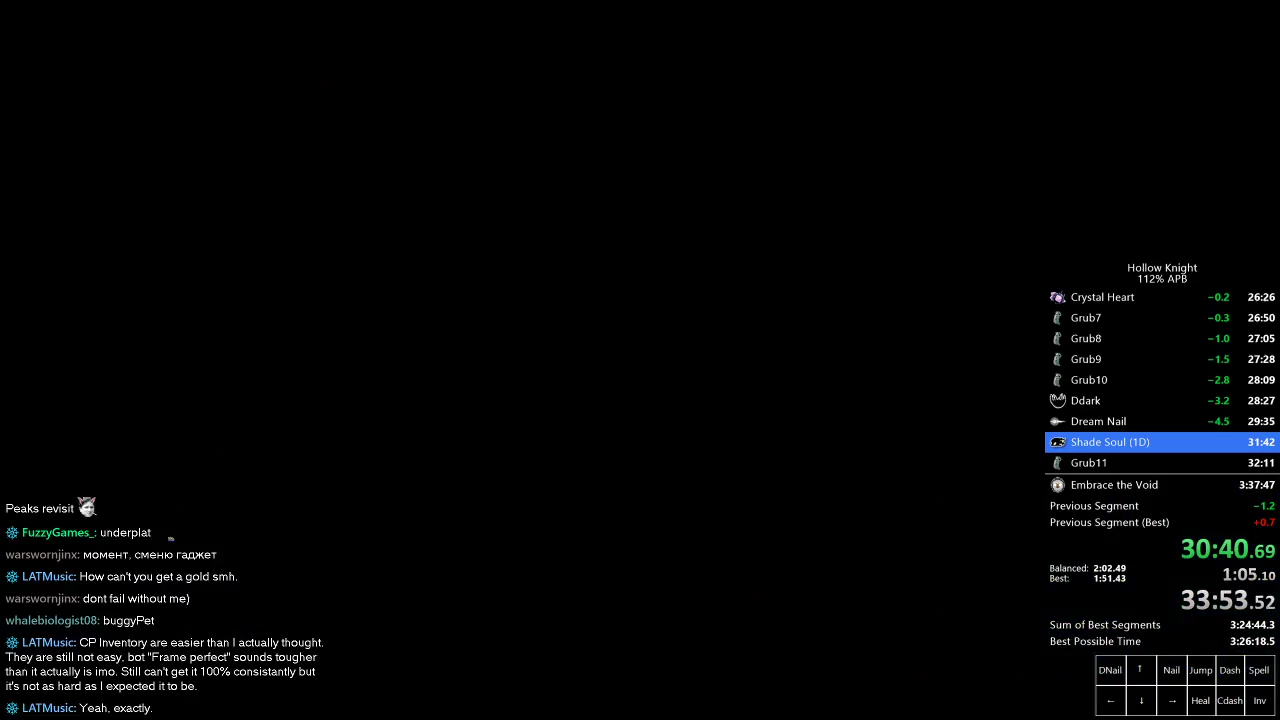 Hollow Knight
112% APB
Crystal Heart −0.2 26:26
Grub7 −0.3 26:50
Grub8 −1.0 27:05
Grub9 −1.5 27:28
Grub10 −2.8 28:09
Ddark −3.2 28:27
Dream Nail −4.5 29:35
Shade Soul (1D) 31:42
Grub11 32:11
Embrace the Void 3:37:47
Previous Segment −1.2
Previous Segment (Best) +0.7
30:40.69
Balanced: 2:02.49
Best: 1:51.43
1:05.10
33:53.52
Sum of Best Segments 3:24:44.3
Best Possible Time 3:26:18.5
DNail ↑ Nail Jump Dash Spell
← ↓ → Heal Cdash Inv
Peaks revisit
FuzzyGames_: underplat
warswornjinx: момент, сменю гаджет
LATMusic: How can't you get a gold smh.
warswornjinx: dont fail without me)
whalebiologist08: buggyPet
LATMusic: CP Inventory are easier than I actually thought.
They are still not easy, bot "Frame perfect" sounds tougher
than it actually is imo. Still can't get it 100% consistently but
it's not as hard as I expected it to be.
LATMusic: Yeah, exactly.